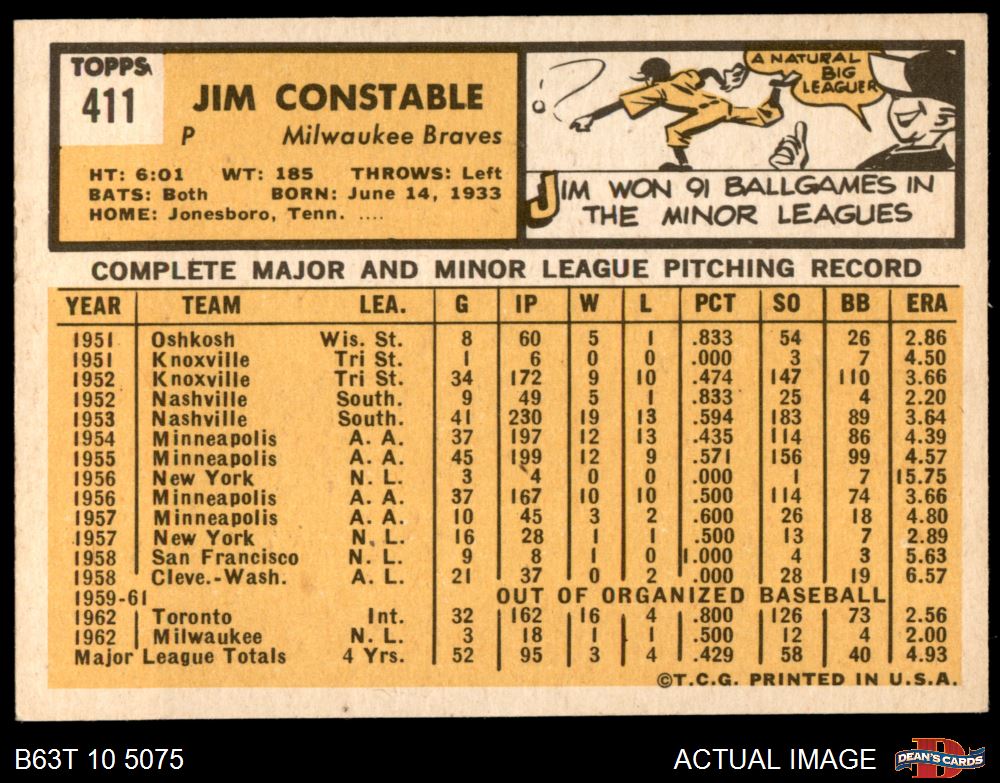 TOPPS
411
JIM CONSTABLE
P Milwaukee Braves
HT: 6:01 WT: 185 THROWS: Left
BATS: Both BORN: June 14, 1933
HOME: Jonesboro, Tenn. ....
A NATURAL
BIG
LEAGUER
JIM WON 91 BALLGAMES IN
THE MINOR LEAGUES
COMPLETE MAJOR AND MINOR LEAGUE PITCHING RECORD
YEAR TEAM LEA. G IP W L PCT SO BB ERA
1951 Oshkosh Wis. St. 8 60 5 1 .833 54 26 2.86
1951 Knoxville Tri St. 1 6 0 0 .000 3 7 4.50
1952 Knoxville Tri St. 34 172 9 10 .474 147 110 3.66
1952 Nashville South. 9 49 5 1 .833 25 4 2.20
1953 Nashville South. 41 230 19 13 .594 183 89 3.64
1954 Minneapolis A. A. 37 197 12 13 .435 114 86 4.39
1955 Minneapolis A. A. 45 199 12 9 .571 156 99 4.57
1956 New York N. L. 3 4 0 0 .000 1 7 15.75
1956 Minneapolis A. A. 37 167 10 10 .500 114 74 3.66
1957 Minneapolis A. A. 10 45 3 2 .600 26 18 4.80
1957 New York N. L. 16 28 1 1 .500 13 7 2.89
1958 San Francisco N. L. 9 8 1 0 1.000 4 3 5.63
1958 Cleve.-Wash. A. L. 21 37 0 2 .000 28 19 6.57
1959-61 OUT OF ORGANIZED BASEBALL
1962 Toronto Int. 32 162 16 4 .800 126 73 2.56
1962 Milwaukee N. L. 3 18 1 1 .500 12 4 2.00
Major League Totals 4 Yrs. 52 95 3 4 .429 58 40 4.93
©T.C.G. PRINTED IN U.S.A.
B63T 10 5075
ACTUAL IMAGE
D
DEAN'S CARDS